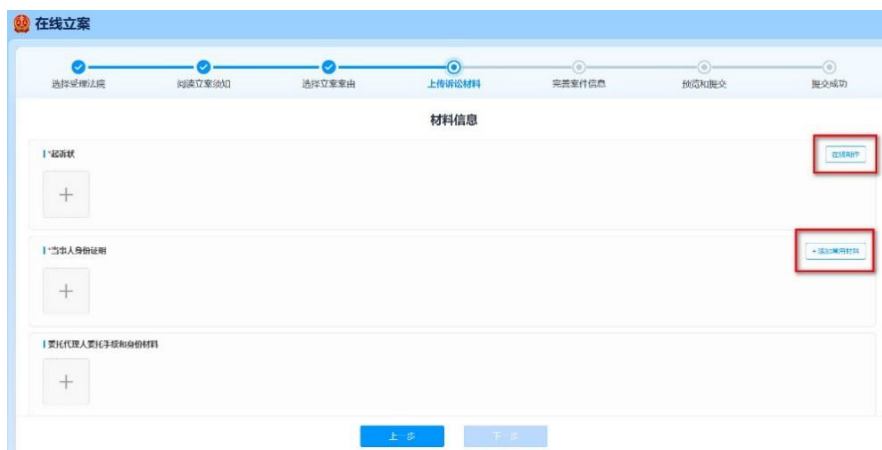 在线立案
选择受理法院 阅读立案须知 选择立案案由 上传诉讼材料 完善案件信息 预览和提交 提交成功
材料信息
*起诉状
在线制作
*当事人身份证明
+添加常用材料
委托代理人委托手续和身份材料
上一步 下一步